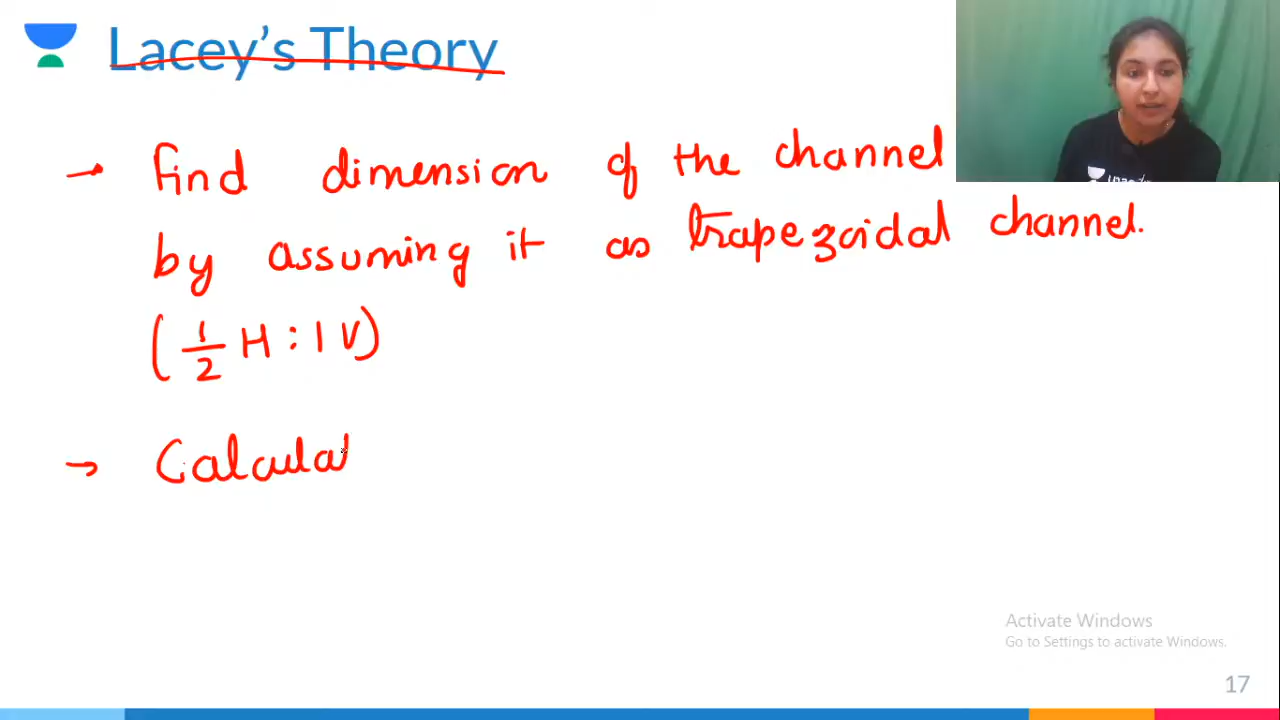 Lacey's Theory
→ Find dimension of the channel
by assuming it as trapezoidal channel.
(1/2 H : 1 V)
→ Calculat
Activate Windows
Go to Settings to activate Windows.
17